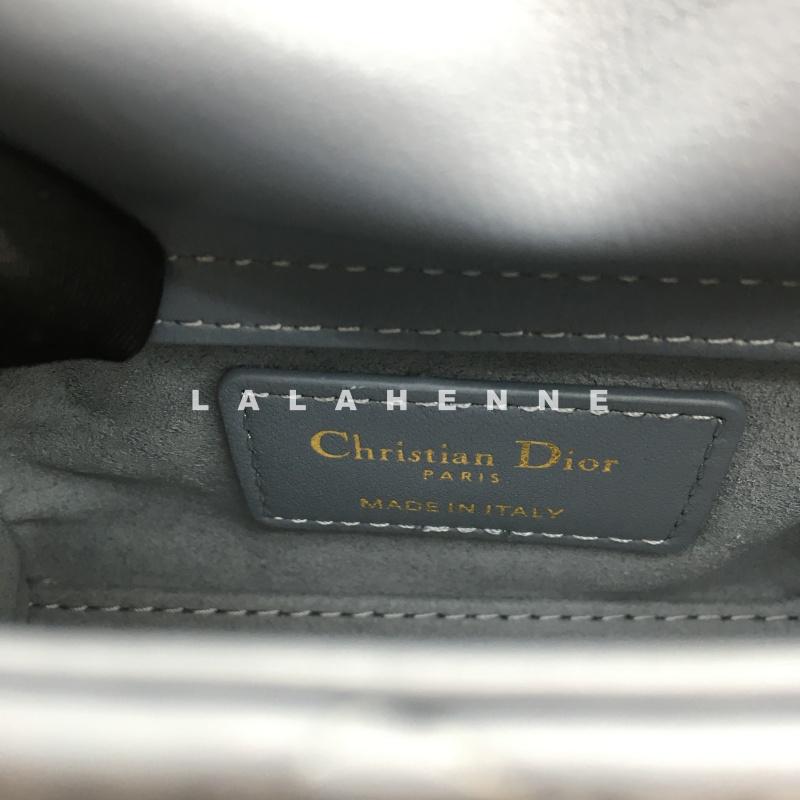 LALAHENNE
Christian Dior
PARIS
MADE IN ITALY